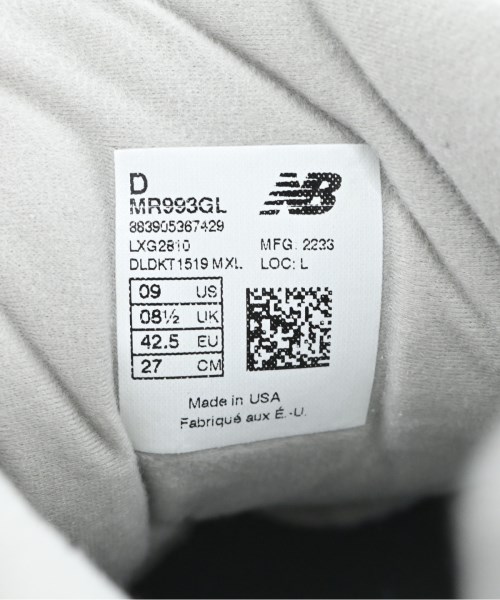 D
MR993GL
883905367429
LXG2810
MFG: 2233
DLDKT1519 MXL
LOC: L
09 US
08½ UK
42.5 EU
27 CM
NB
Made in USA
Fabriqué aux É.-U.